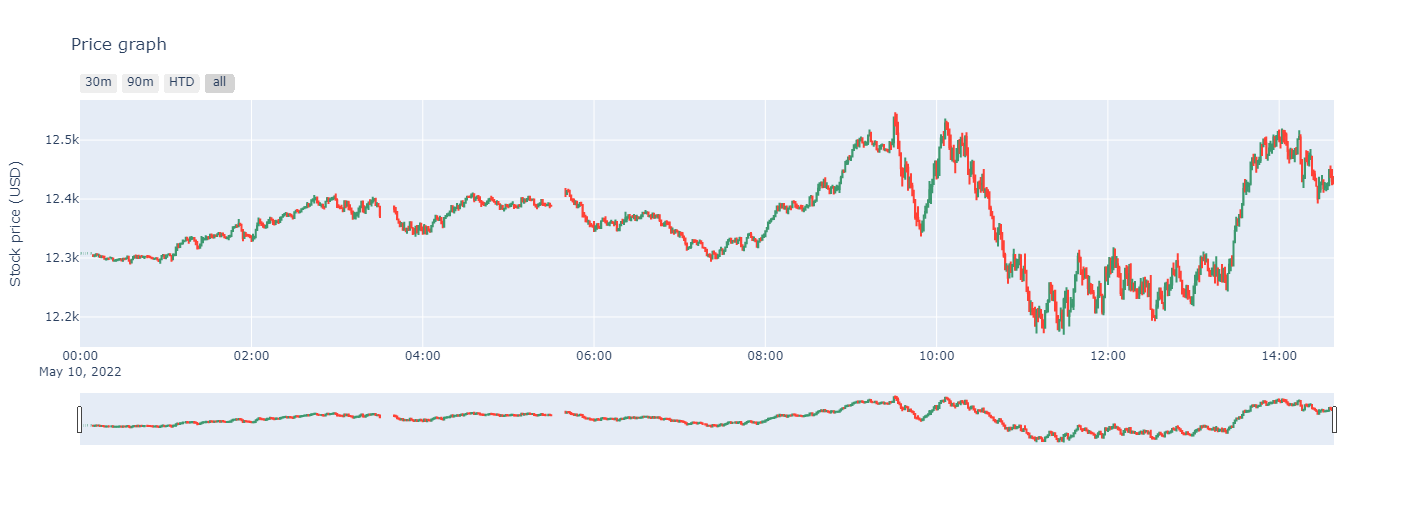 Price graph
30m 90m HTD all
Stock price (USD)
12.5k
12.4k
12.3k
12.2k
00:00 02:00 04:00 06:00 08:00 10:00 12:00 14:00
May 10, 2022